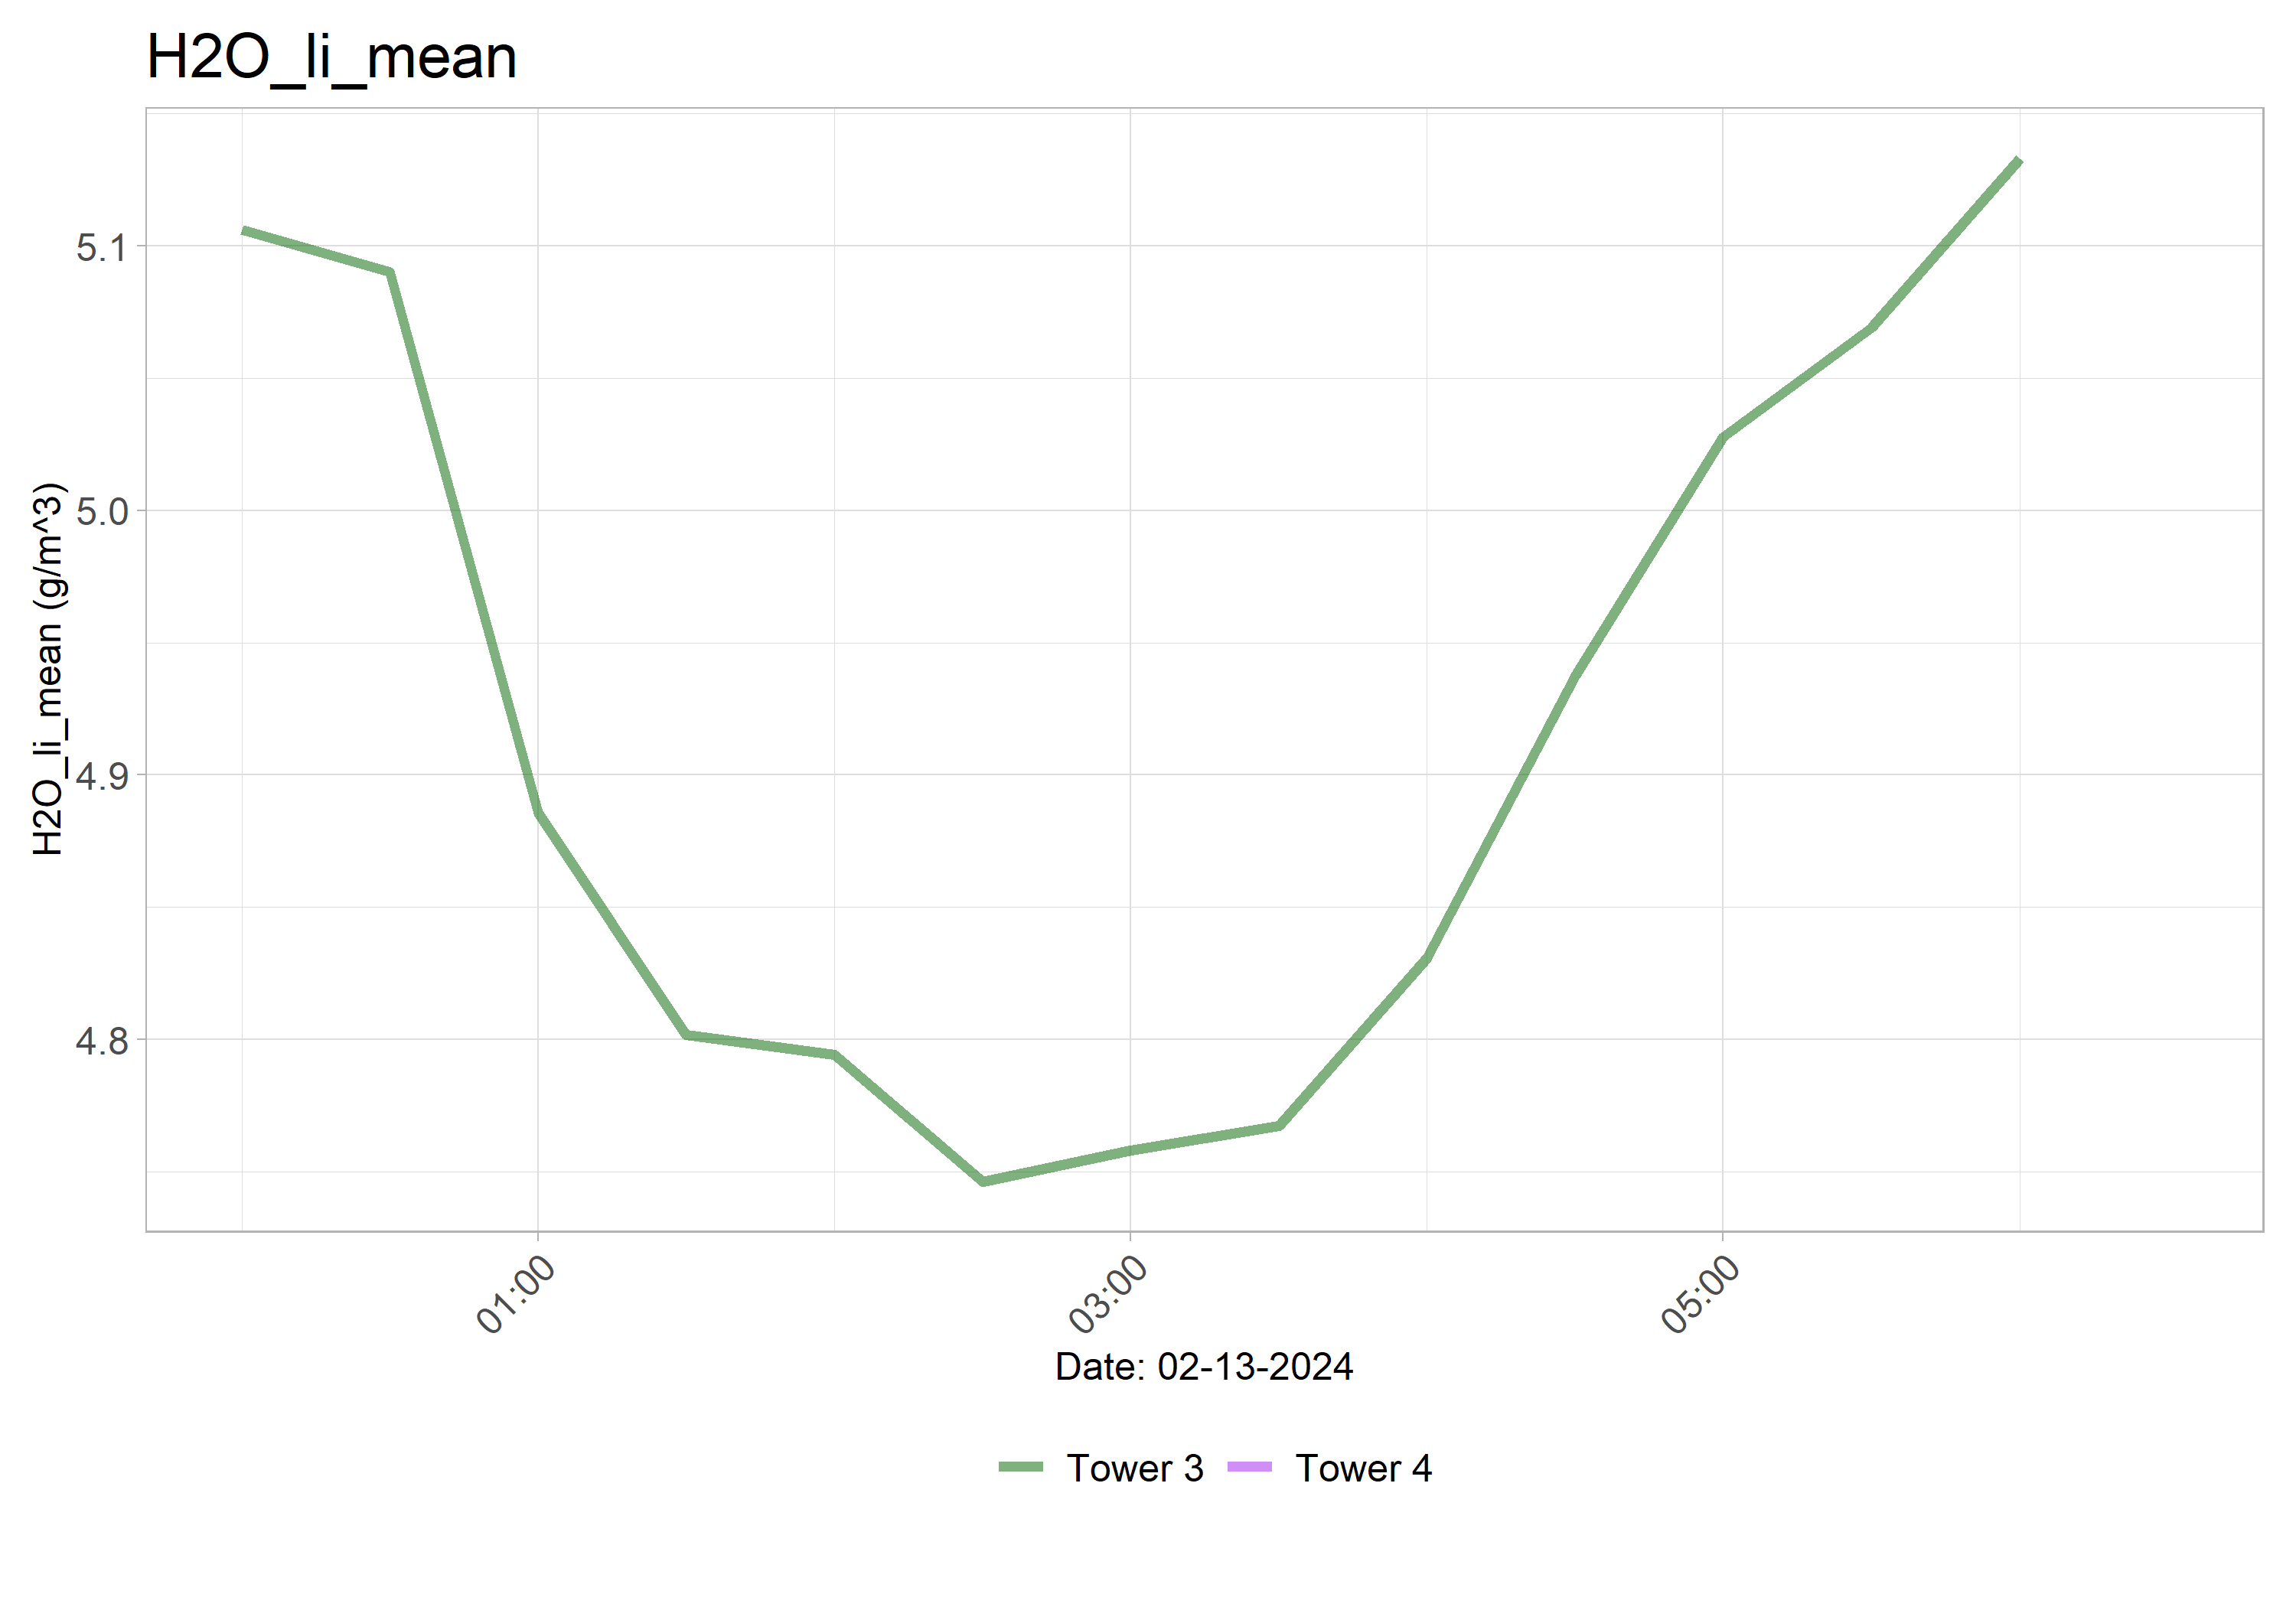 H2O_li_mean
H2O_li_mean (g/m^3)
5.1
5.0
4.9
4.8
01:00
03:00
05:00
Date: 02-13-2024
Tower 3
Tower 4